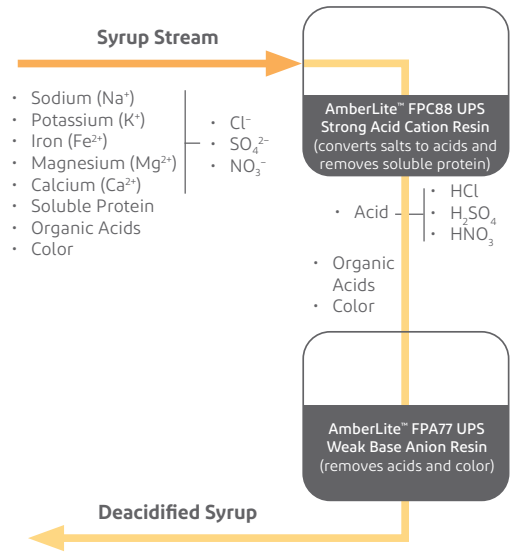 Syrup Stream
• Sodium (Na⁺)
• Potassium (K⁺)
• Iron (Fe²⁺)
• Magnesium (Mg²⁺)
• Calcium (Ca²⁺)
• Soluble Protein
• Organic Acids
• Color
• Cl⁻
• SO₄²⁻
• NO₃⁻
AmberLite™ FPC88 UPS
Strong Acid Cation Resin
(converts salts to acids and
removes soluble protein)
• Acid
• HCl
• H₂SO₄
• HNO₃
• Organic
Acids
• Color
AmberLite™ FPA77 UPS
Weak Base Anion Resin
(removes acids and color)
Deacidified Syrup